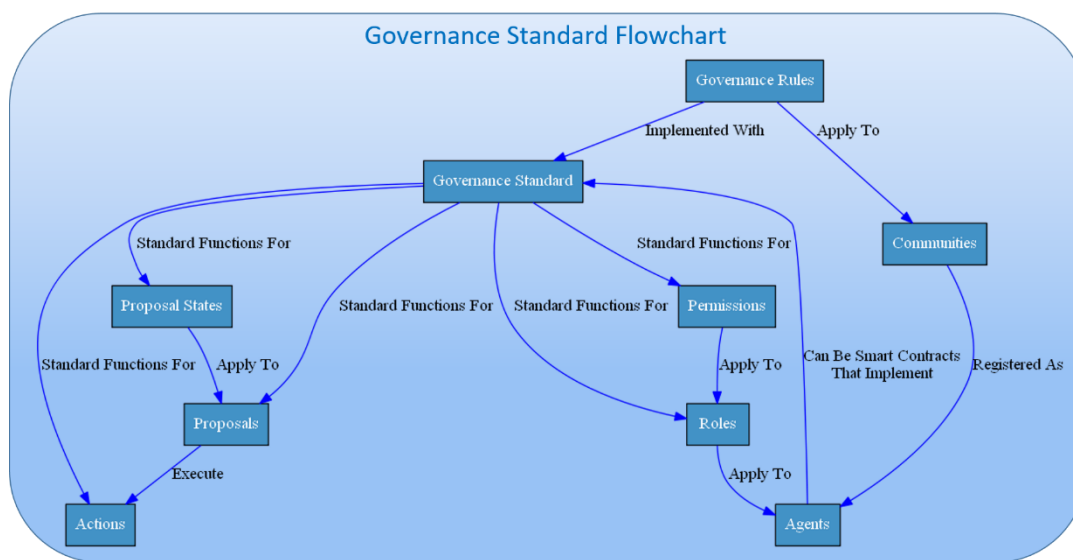 Governance Standard Flowchart
Governance Rules
Implemented With
Apply To
Governance Standard
Communities
Standard Functions For
Standard Functions For
Proposal States
Permissions
Standard Functions For
Standard Functions For
Standard Functions For
Apply To
Apply To
Can Be Smart Contracts
That Implement
Registered As
Proposals
Roles
Execute
Apply To
Actions
Agents